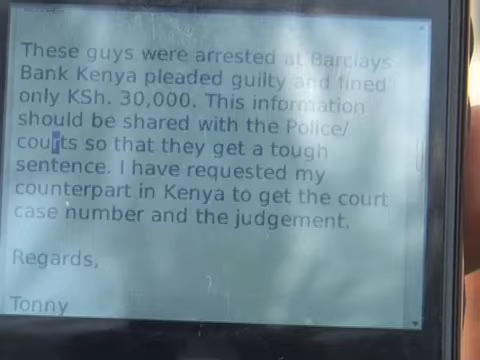 These guys were arrested at Barclays
Bank Kenya pleaded guilty and fined
only KSh. 30,000. This information
should be shared with the Police/
courts so that they get a tough
sentence. I have requested my
counterpart in Kenya to get the court
case number and the judgement.
Regards,
Tonny